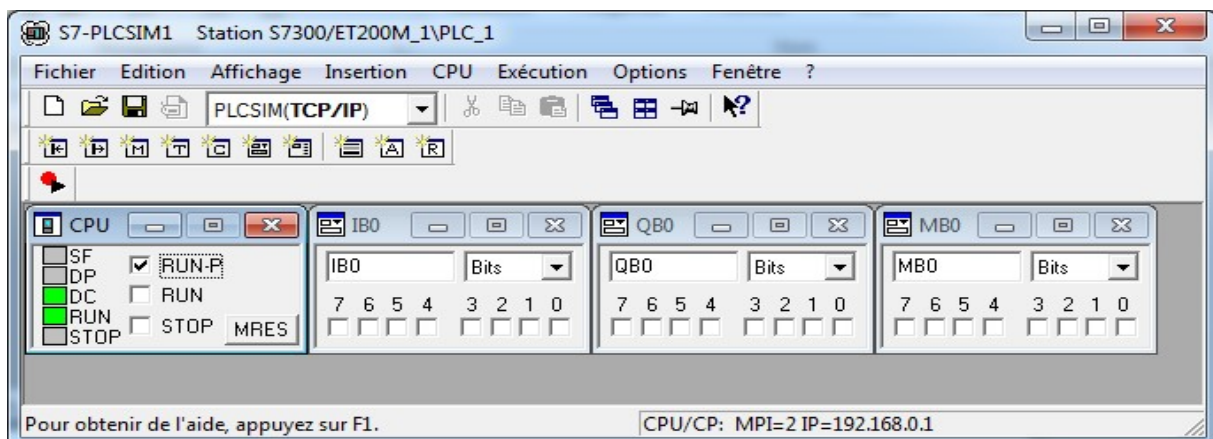 S7-PLCSIM1 Station S7300/ET200M_1\PLC_1
Fichier Edition Affichage Insertion CPU Exécution Options Fenêtre ?
PLCSIM(TCP/IP)
CPU
SF
DP
DC
RUN
STOP
RUN-P
RUN
STOP
MRES
IB0
IB0 Bits
7 6 5 4 3 2 1 0
QB0
QB0 Bits
7 6 5 4 3 2 1 0
MB0
MB0 Bits
7 6 5 4 3 2 1 0
Pour obtenir de l'aide, appuyez sur F1.
CPU/CP: MPI=2 IP=192.168.0.1